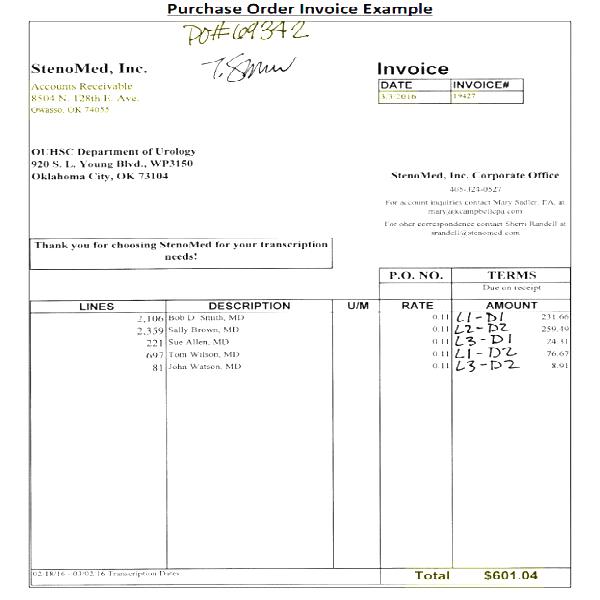 Purchase Order Invoice Example
PO#69342
StenoMed, Inc.
Accounts Receivable
8504 N. 128th E. Ave.
Owasso, OK 74055
Invoice
DATE INVOICE#
3/3/2016 19427
OUHSC Department of Urology
920 S. L. Young Blvd., WP3150
Oklahoma City, OK 73104
StenoMed, Inc. Corporate Office
405-324-0527
For account inquiries contact Mary Sadler, P.A. at
mary@jccampbellcpa.com
For other correspondence contact Sherri Randell at
srandell@stenomed.com
Thank you for choosing StenoMed for your transcription
needs!
P.O. NO. TERMS
Due on receipt
LINES DESCRIPTION U/M RATE AMOUNT
2,106 Bob D. Smith, MD 0.11 L1-D1 231.66
2,359 Sally Brown, MD 0.11 L2-D2 259.49
221 Sue Allen, MD 0.11 L3-D1 24.31
697 Tom Wilson, MD 0.11 L1-D2 76.67
81 John Watson, MD 0.11 L3-D2 8.91
02/18/16 - 03/02/16 Transcription Dates
Total $601.04